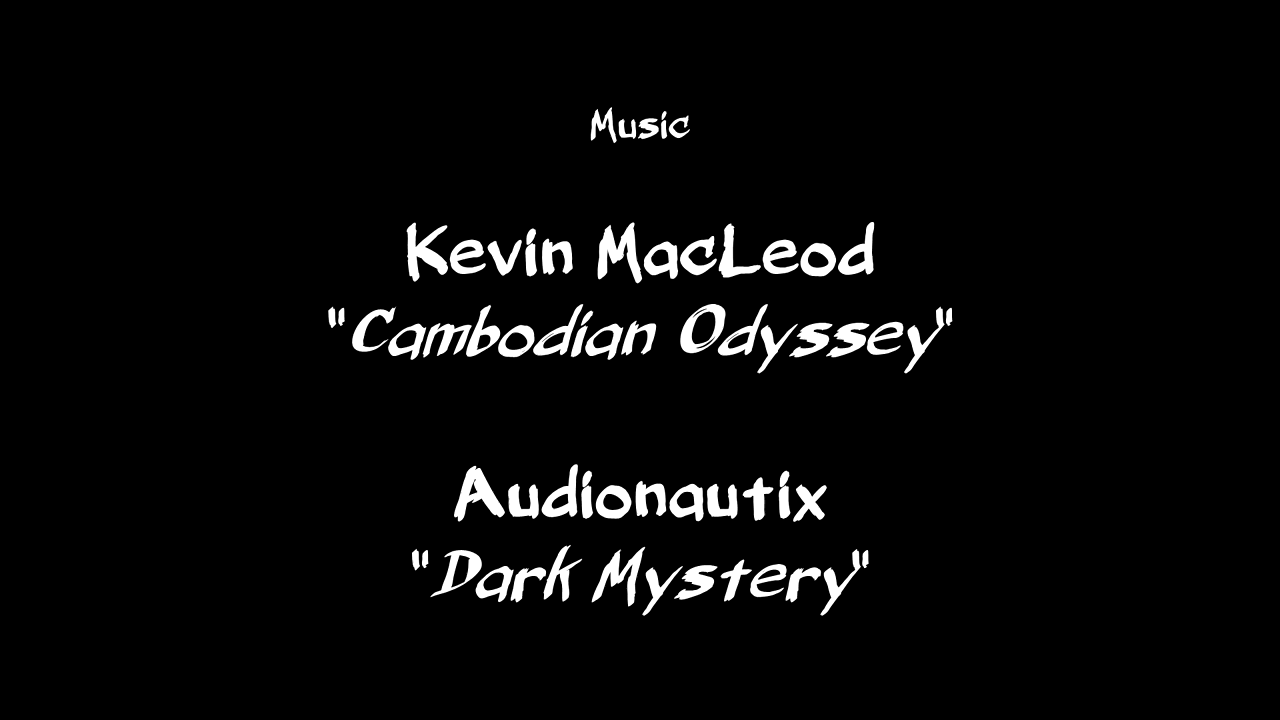 Music
Kevin MacLeod
"Cambodian Odyssey"
Audionautix
"Dark Mystery"